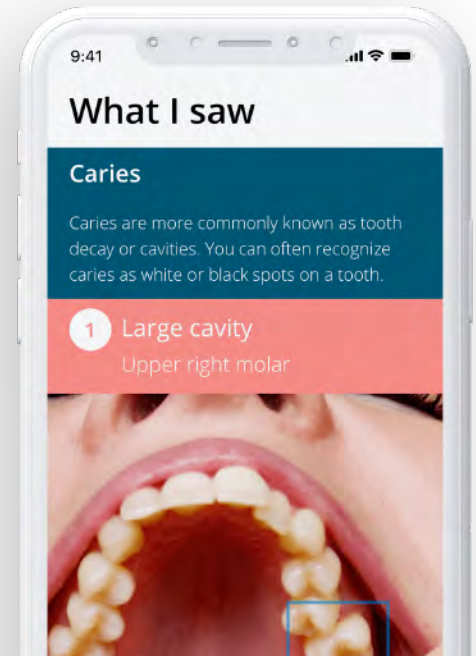 9:41
What I saw
Caries
Caries are more commonly known as tooth
decay or cavities. You can often recognize
caries as white or black spots on a tooth.
1 Large cavity
Upper right molar